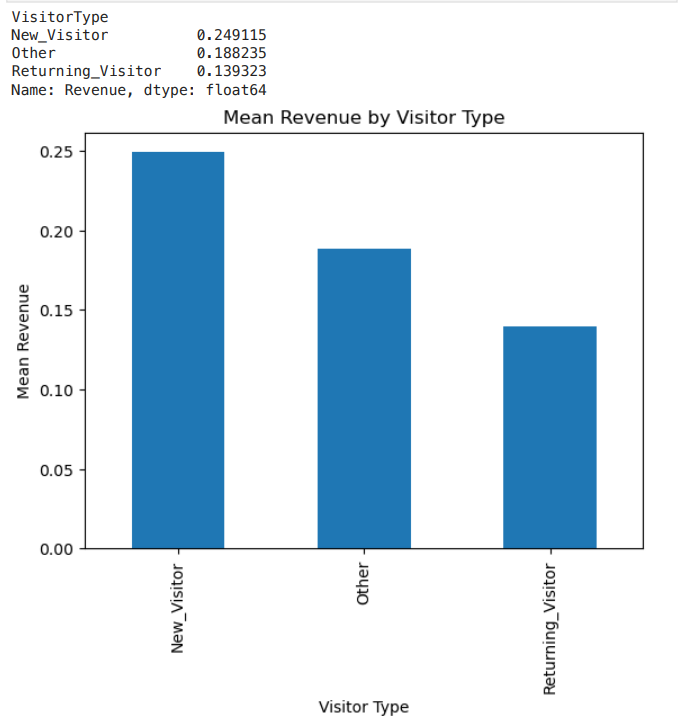 VisitorType
New_Visitor 0.249115
Other 0.188235
Returning_Visitor 0.139323
Name: Revenue, dtype: float64
Mean Revenue by Visitor Type
0.25
0.20
0.15
0.10
0.05
0.00
Mean Revenue
New_Visitor
Other
Returning_Visitor
Visitor Type